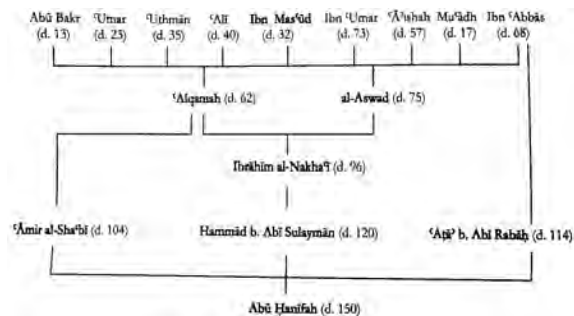 Abū Bakr ʿUmar ʿUthmān ʿAlī Ibn Masʿūd Ibn ʿUmar ʿĀʾishah Muʿādh Ibn ʿAbbās
(d. 13) (d. 23) (d. 35) (d. 40) (d. 32) (d. 73) (d. 57) (d. 17) (d. 68)
ʿAlqamah (d. 62) al-Aswad (d. 75)
Ibrāhīm al-Nakhaʿī (d. 96)
ʿĀmir al-Shaʿbī (d. 104) Hammād b. Abī Sulaymān (d. 120) ʿAṭāʾ b. Abī Rabāḥ (d. 114)
Abū Ḥanīfah (d. 150)